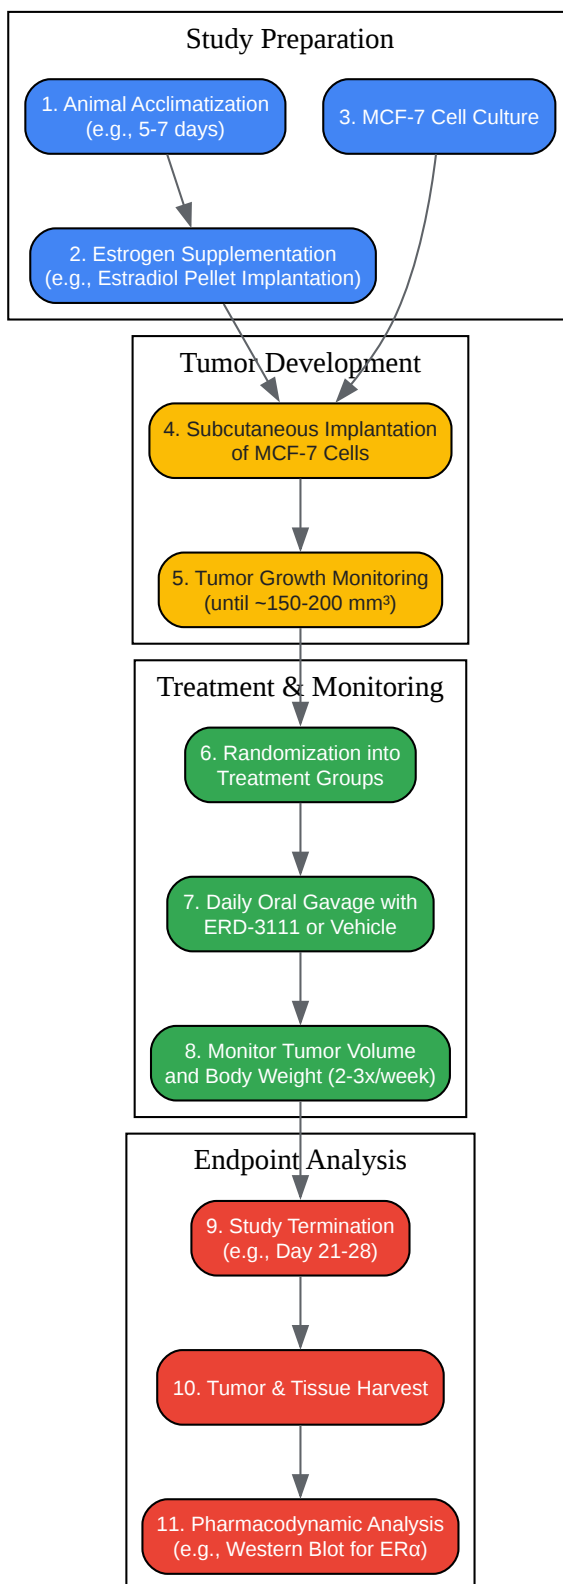 Study Preparation
1. Animal Acclimatization
(e.g., 5-7 days)
3. MCF-7 Cell Culture
2. Estrogen Supplementation
(e.g., Estradiol Pellet Implantation)
Tumor Development
4. Subcutaneous Implantation
of MCF-7 Cells
5. Tumor Growth Monitoring
(until ~150-200 mm³)
Treatment & Monitoring
6. Randomization into
Treatment Groups
7. Daily Oral Gavage with
ERD-3111 or Vehicle
8. Monitor Tumor Volume
and Body Weight (2-3x/week)
Endpoint Analysis
9. Study Termination
(e.g., Day 21-28)
10. Tumor & Tissue Harvest
11. Pharmacodynamic Analysis
(e.g., Western Blot for ERα)